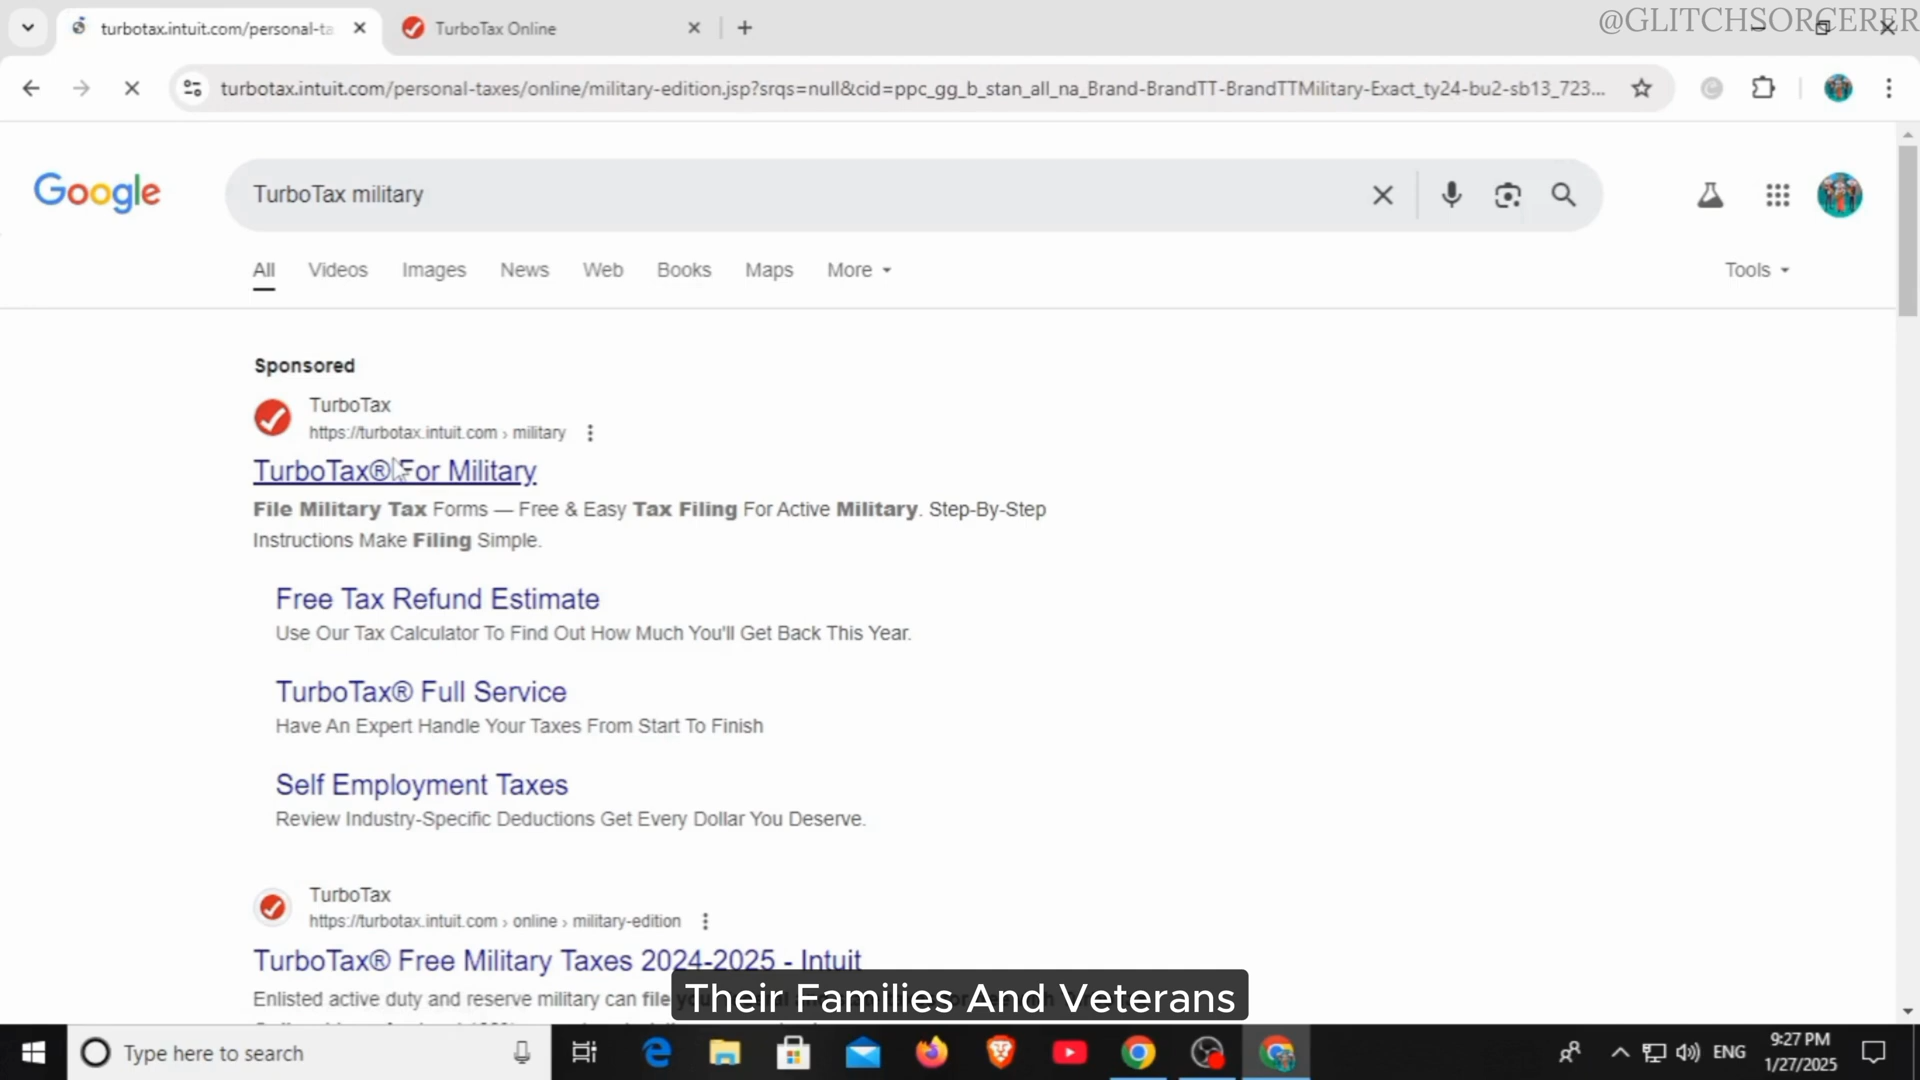 @GLITCHSORCERER
turbotax.intuit.com/personal-ta
TurboTax Online
turbotax.intuit.com/personal-taxes/online/military-edition.jsp?srqs=null&cid=ppc_gg_b_stan_all_na_Brand-BrandTT-BrandTTMilitary-Exact_ty24-bu2-sb13_723...
Google
TurboTax military
All Videos Images News Web Books Maps More Tools
Sponsored
TurboTax
https://turbotax.intuit.com › military
TurboTax® For Military
File Military Tax Forms — Free & Easy Tax Filing For Active Military. Step-By-Step
Instructions Make Filing Simple.
Free Tax Refund Estimate
Use Our Tax Calculator To Find Out How Much You'll Get Back This Year.
TurboTax® Full Service
Have An Expert Handle Your Taxes From Start To Finish
Self Employment Taxes
Review Industry-Specific Deductions Get Every Dollar You Deserve.
TurboTax
https://turbotax.intuit.com › online › military-edition
TurboTax® Free Military Taxes 2024-2025 - Intuit
Enlisted active duty and reserve military can file
Their Families And Veterans
Type here to search
ENG
9:27 PM
1/27/2025